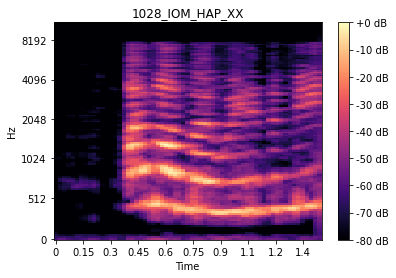 1028_IOM_HAP_XX
+0 dB
8192
-10 dB
4096
-20 dB
-30 dB
2048
Hz
-40 dB
1024
-50 dB
512
-60 dB
-70 dB
0
-80 dB
0 0.15 0.3 0.45 0.6 0.75 0.9 1.1 1.2 1.4
Time